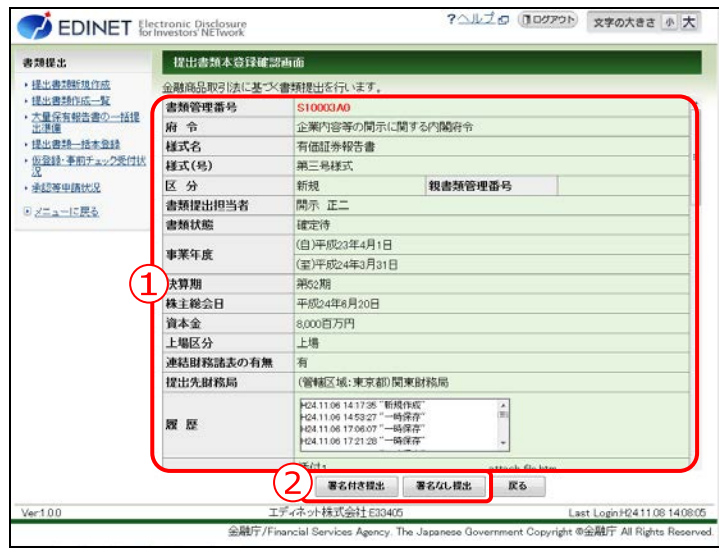 EDINET Electronic Disclosure for Investors' NETwork
?ヘルプ ログアウト 文字の大きさ 小 大
書類提出
提出書類新規作成
提出書類作成一覧
大量保有報告書の一括提出準備
提出書類一括本登録
仮登録・事前チェック受付状況
承認等申請状況
メニューに戻る
提出書類本登録確認画面
金融商品取引法に基づく書類提出を行います。
①
書類管理番号 S10003A0
府 令 企業内容等の開示に関する内閣府令
様式名 有価証券報告書
様式(号) 第三号様式
区 分 新規 親書類管理番号
書類提出担当者 開示 正二
書類状態 確定待
事業年度 (自)平成23年4月1日
(至)平成24年3月31日
決算期 第52期
株主総会日 平成24年6月20日
資本金 8,000百万円
上場区分 上場
連結財務諸表の有無 有
提出先財務局 (管轄区域:東京都)関東財務局
履 歴
H24.11.06 14:17:35 "新規作成"
H24.11.06 14:53:27 "一時保存"
H24.11.06 17:06:07 "一時保存"
H24.11.06 17:21:28 "一時保存"
②
署名付き提出 署名なし提出 戻る
Ver:1.0.0 エディネット株式会社:E33405 Last Login:H24.11.08 14:08:05
金融庁/Financial Services Agency. The Japanese Government Copyright ©金融庁 All Rights Reserved.